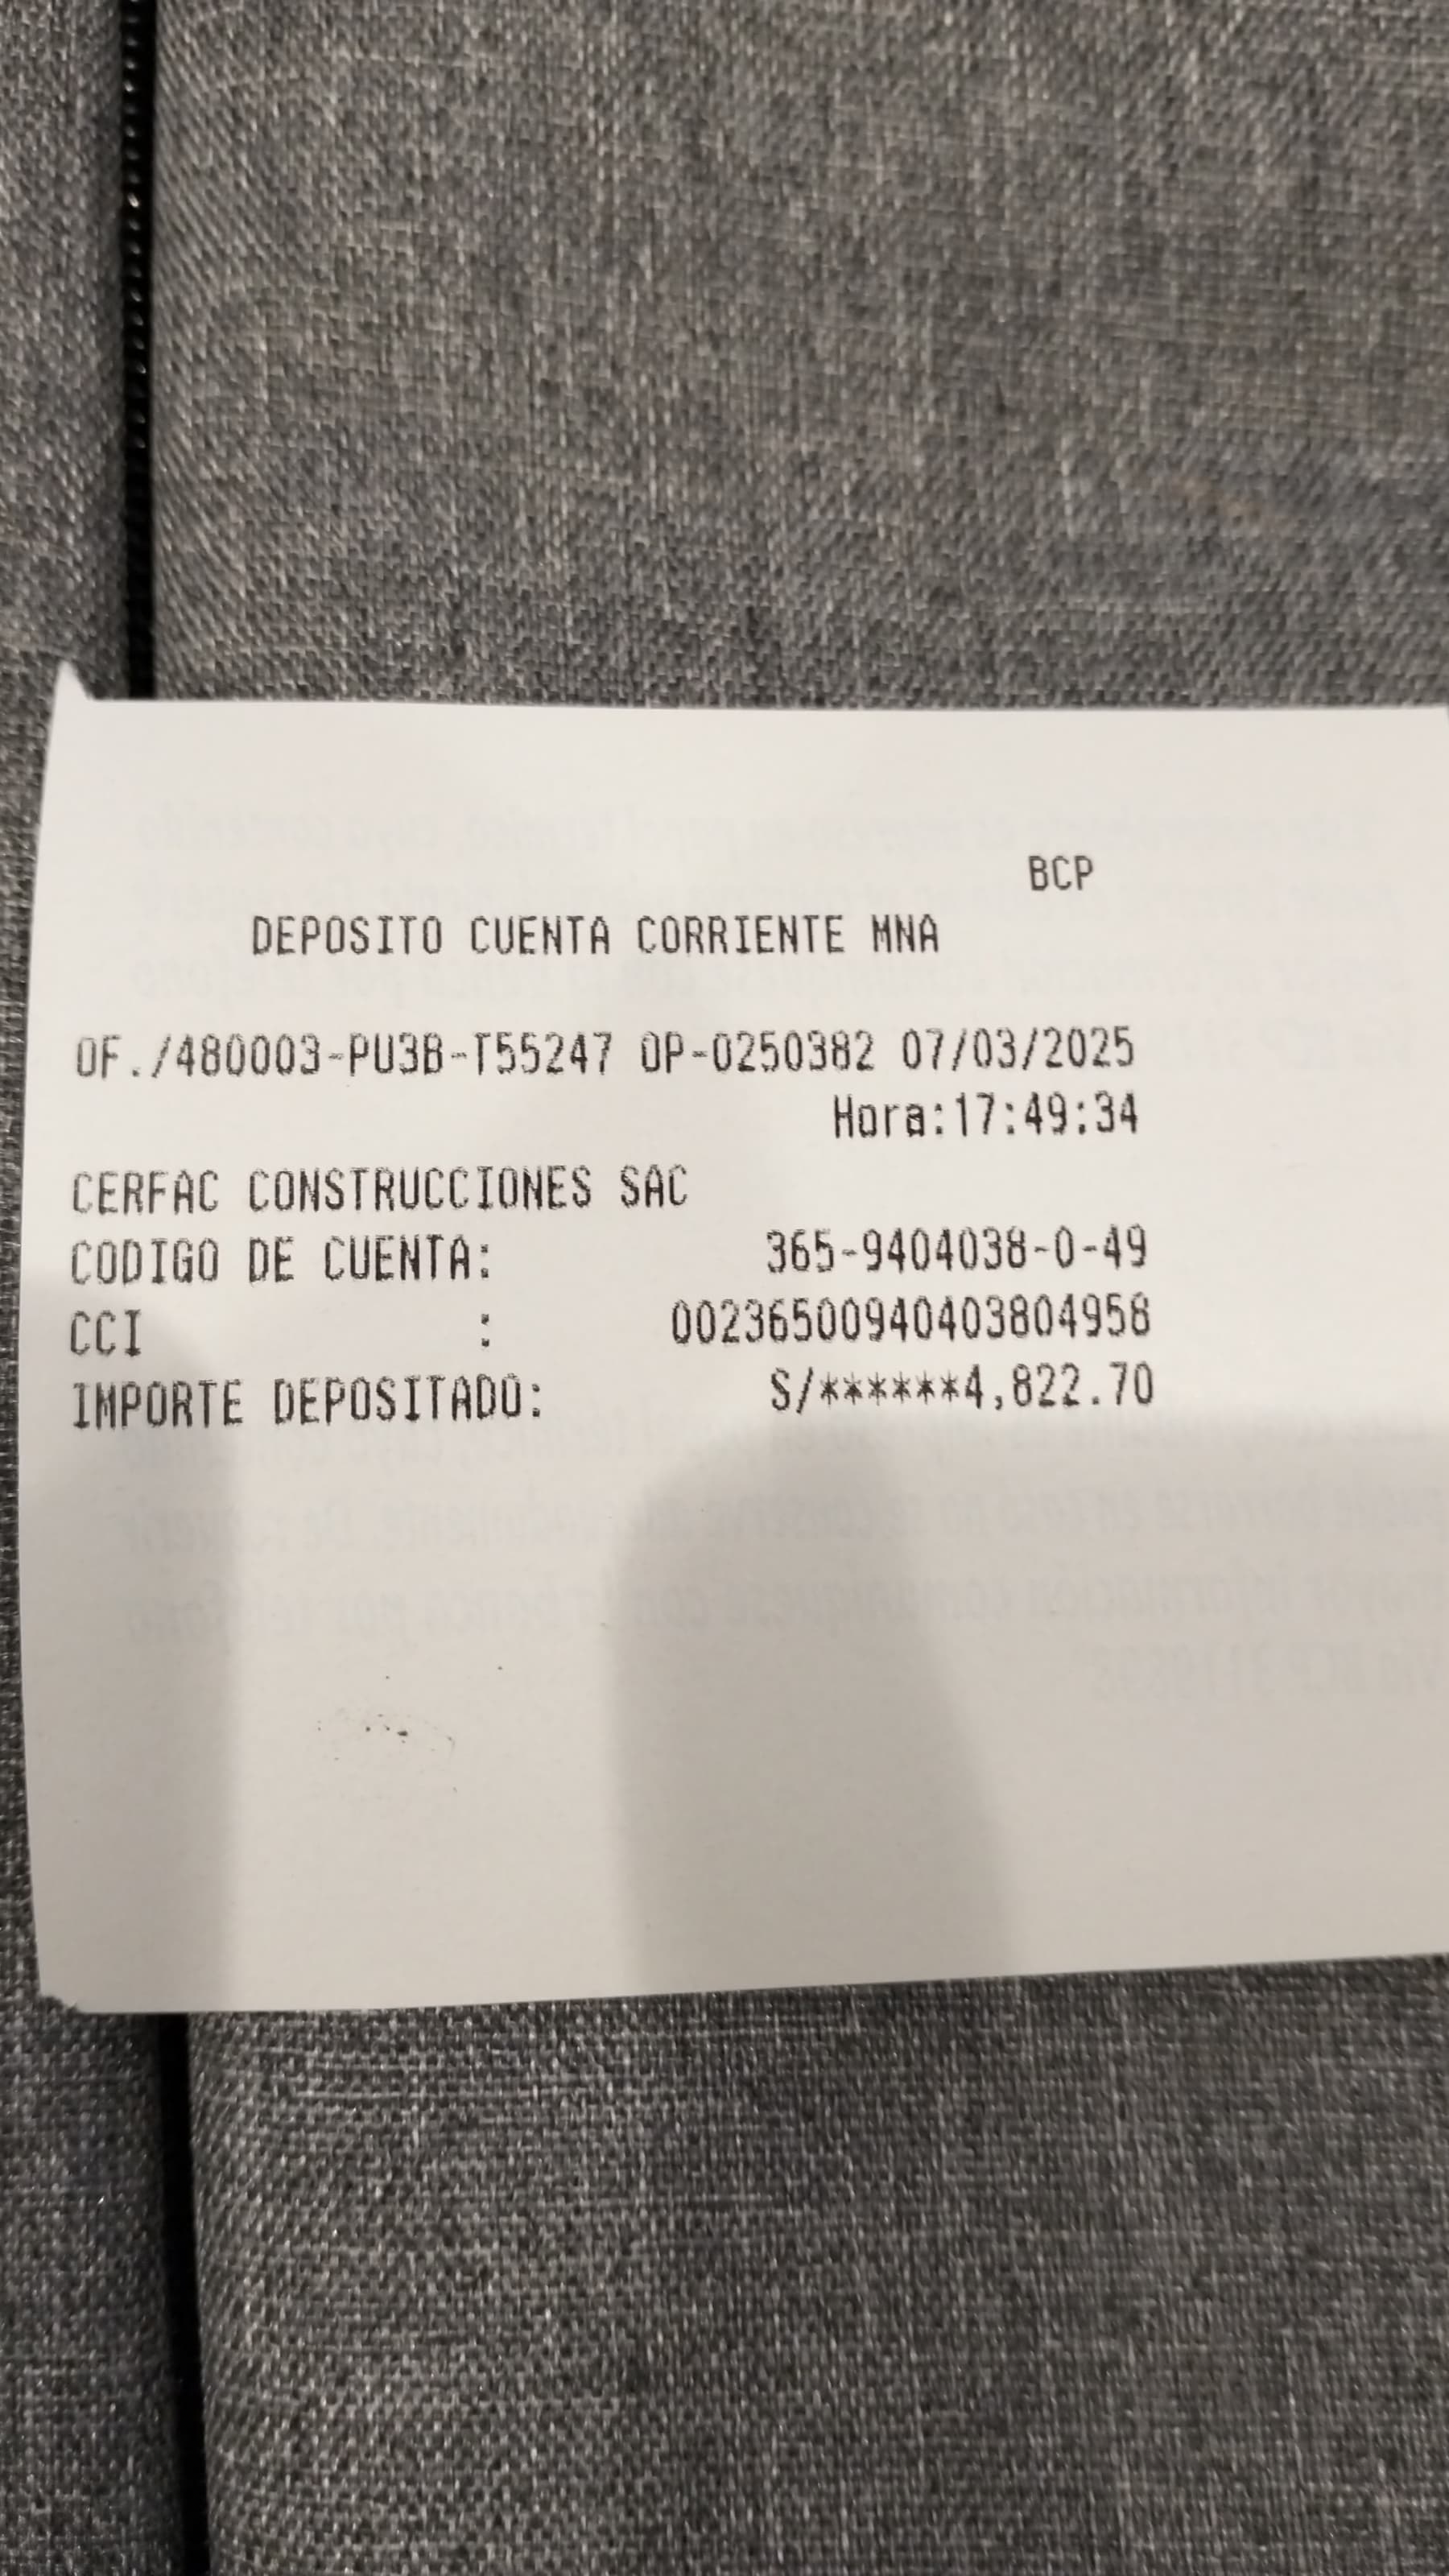 BCP
DEPOSITO CUENTA CORRIENTE MNA
OF./480003-PU3B-T55247 OP-0250382 07/03/2025
Hora:17:49:34
CERFAC CONSTRUCCIONES SAC
CODIGO DE CUENTA: 365-9404038-0-49
CCI : 00236500940403804958
IMPORTE DEPOSITADO: S/******4,822.70